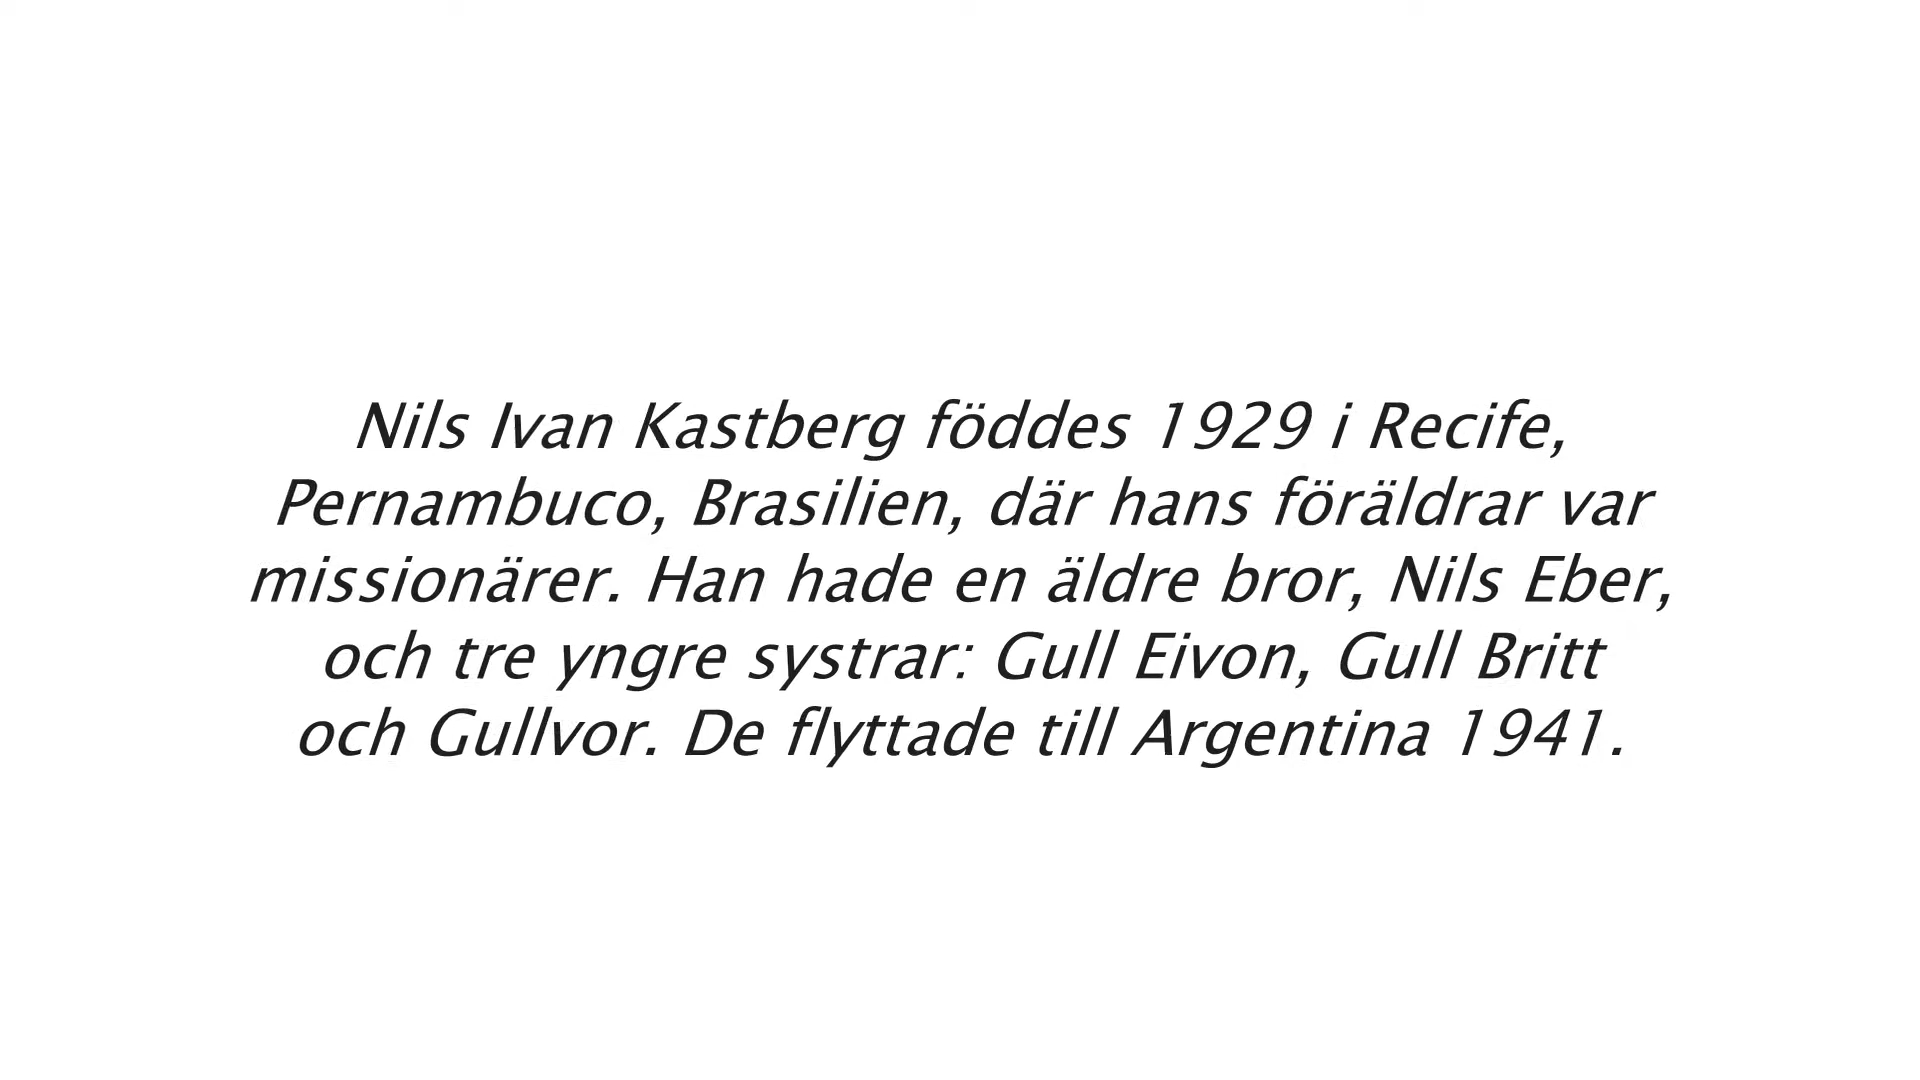 Nils Ivan Kastberg föddes 1929 i Recife,
Pernambuco, Brasilien, där hans föräldrar var
missionärer. Han hade en äldre bror, Nils Eber,
och tre yngre systrar: Gull Eivon, Gull Britt
och Gullvor. De flyttade till Argentina 1941.